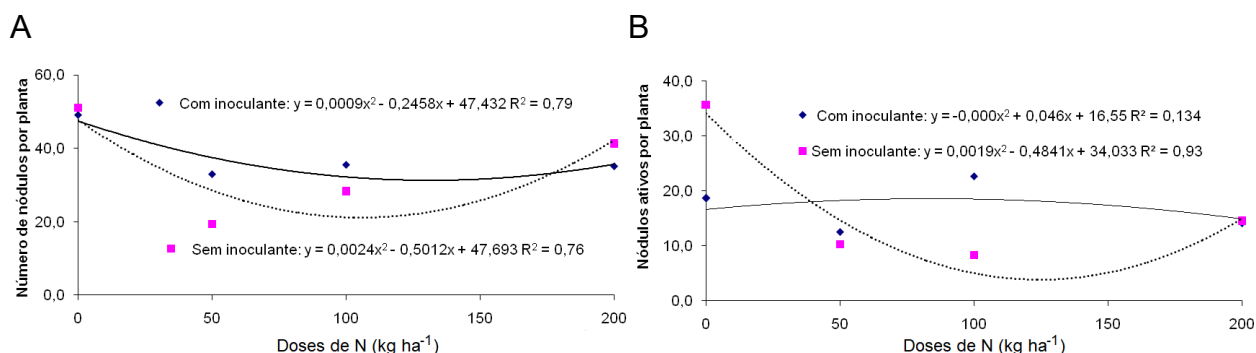 A
Número de nódulos por planta
60,0
40,0
20,0
0,0
Com inoculante: y = 0,0009x² - 0,2458x + 47,432 R² = 0,79
Sem inoculante: y = 0,0024x² - 0,5012x + 47,693 R² = 0,76
0 50 100 150 200
Doses de N (kg ha⁻¹)
B
Nódulos ativos por planta
40,0
30,0
20,0
10,0
0,0
Com inoculante: y = -0,000x² + 0,046x + 16,55 R² = 0,134
Sem inoculante: y = 0,0019x² - 0,4841x + 34,033 R² = 0,93
0 50 100 150 200
Doses de N (kg ha⁻¹)